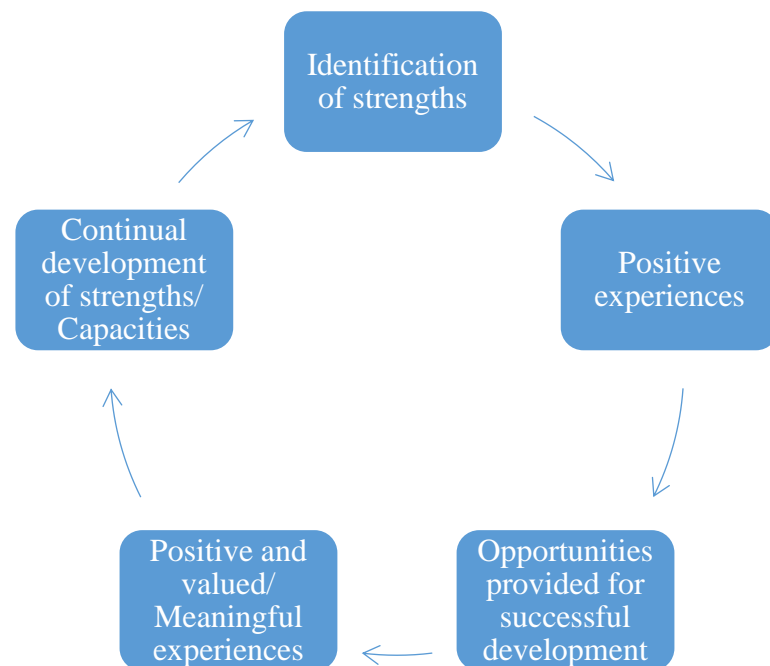 Identification
of strengths
Positive
experiences
Opportunities
provided for
successful
development
Positive and
valued/
Meaningful
experiences
Continual
development
of strengths/
Capacities